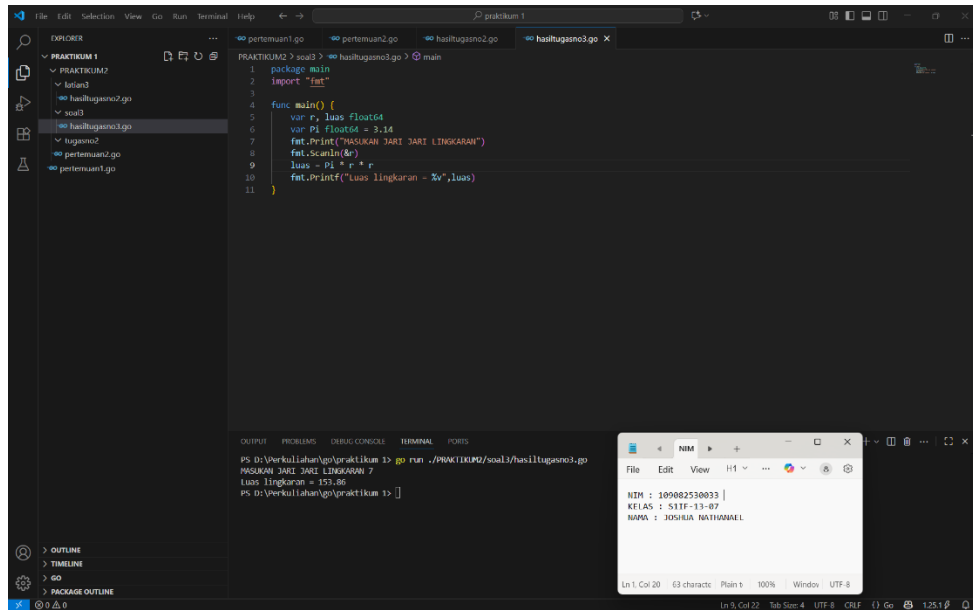 File Edit Selection View Go Run Terminal Help
praktikum 1
EXPLORER
PRAKTIKUM 1
PRAKTIKUM2
latian3
hasiltugasno2.go
soal3
hasiltugasno3.go
tugasno2
pertemuan2.go
pertemuan1.go
OUTLINE
TIMELINE
GO
PACKAGE OUTLINE
pertemuan1.go pertemuan2.go hasiltugasno2.go hasiltugasno3.go
PRAKTIKUM2 > soal3 > hasiltugasno3.go > main
1 package main
2 import "fmt"
3
4 func main() {
5 var r, luas float64
6 var Pi float64 = 3.14
7 fmt.Print("MASUKAN JARI JARI LINGKARAN")
8 fmt.Scanln(&r)
9 luas = Pi * r * r
10 fmt.Printf("Luas lingkaran = %v",luas)
11 }
OUTPUT PROBLEMS DEBUG CONSOLE TERMINAL PORTS
PS D:\Perkuliahan\go\praktikum 1> go run ./PRAKTIKUM2/soal3/hasiltugasno3.go
MASUKAN JARI JARI LINGKARAN 7
Luas lingkaran = 153.86
PS D:\Perkuliahan\go\praktikum 1>
NIM
File Edit View H1
NIM : 109082530033
KELAS : S1IF-13-07
NAMA : JOSHUA NATHANAEL
Ln 1, Col 20 63 characte Plain t 100% Window UTF-8
0 0 Ln 9, Col 22 Tab Size: 4 UTF-8 CRLF {} Go 1.25.1